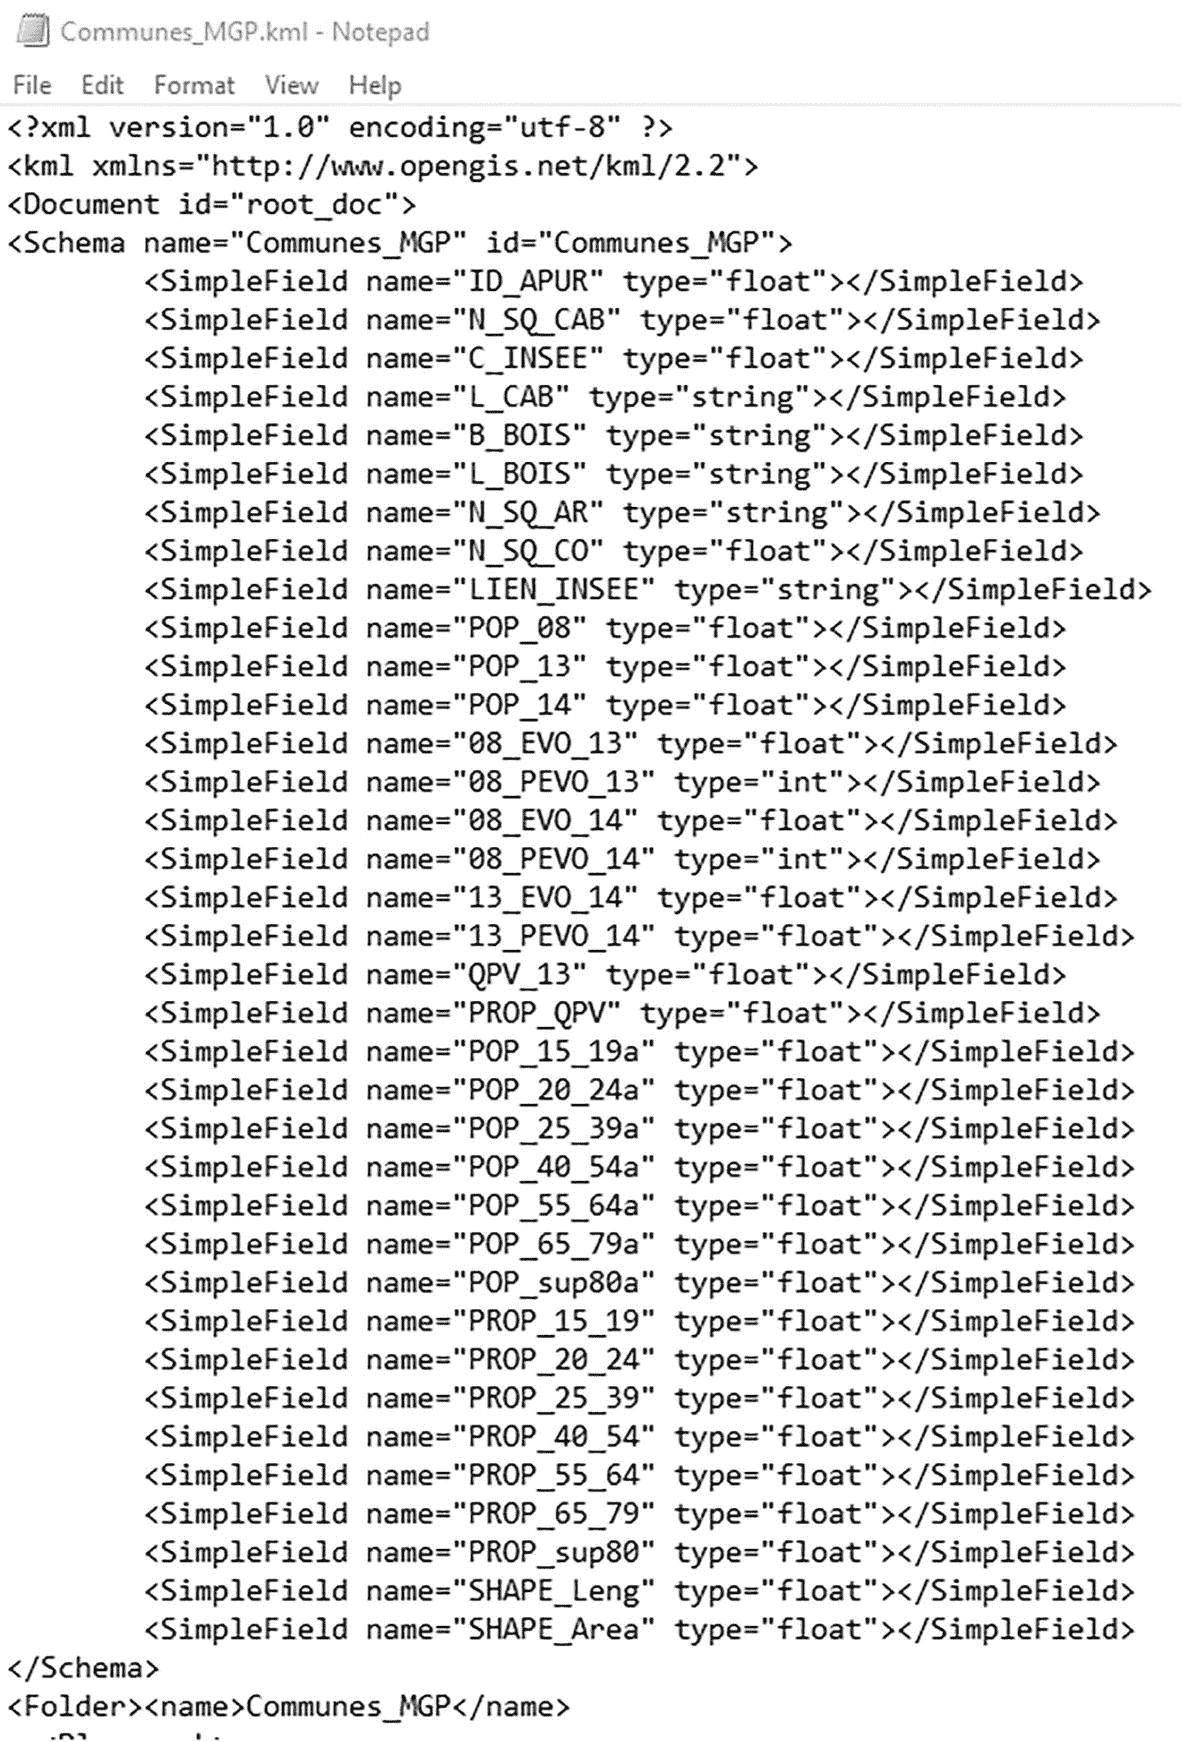 Communes_MGP.kml - Notepad
File Edit Format View Help
<?xml version="1.0" encoding="utf-8" ?>
<kml xmlns="http://www.opengis.net/kml/2.2">
<Document id="root_doc">
<Schema name="Communes_MGP" id="Communes_MGP">
<SimpleField name="ID_APUR" type="float"></SimpleField>
<SimpleField name="N_SQ_CAB" type="float"></SimpleField>
<SimpleField name="C_INSEE" type="float"></SimpleField>
<SimpleField name="L_CAB" type="string"></SimpleField>
<SimpleField name="B_BOIS" type="string"></SimpleField>
<SimpleField name="L_BOIS" type="string"></SimpleField>
<SimpleField name="N_SQ_AR" type="string"></SimpleField>
<SimpleField name="N_SQ_CO" type="float"></SimpleField>
<SimpleField name="LIEN_INSEE" type="string"></SimpleField>
<SimpleField name="POP_08" type="float"></SimpleField>
<SimpleField name="POP_13" type="float"></SimpleField>
<SimpleField name="POP_14" type="float"></SimpleField>
<SimpleField name="08_EVO_13" type="float"></SimpleField>
<SimpleField name="08_PEVO_13" type="int"></SimpleField>
<SimpleField name="08_EVO_14" type="float"></SimpleField>
<SimpleField name="08_PEVO_14" type="int"></SimpleField>
<SimpleField name="13_EVO_14" type="float"></SimpleField>
<SimpleField name="13_PEVO_14" type="float"></SimpleField>
<SimpleField name="QPV_13" type="float"></SimpleField>
<SimpleField name="PROP_QPV" type="float"></SimpleField>
<SimpleField name="POP_15_19a" type="float"></SimpleField>
<SimpleField name="POP_20_24a" type="float"></SimpleField>
<SimpleField name="POP_25_39a" type="float"></SimpleField>
<SimpleField name="POP_40_54a" type="float"></SimpleField>
<SimpleField name="POP_55_64a" type="float"></SimpleField>
<SimpleField name="POP_65_79a" type="float"></SimpleField>
<SimpleField name="POP_sup80a" type="float"></SimpleField>
<SimpleField name="PROP_15_19" type="float"></SimpleField>
<SimpleField name="PROP_20_24" type="float"></SimpleField>
<SimpleField name="PROP_25_39" type="float"></SimpleField>
<SimpleField name="PROP_40_54" type="float"></SimpleField>
<SimpleField name="PROP_55_64" type="float"></SimpleField>
<SimpleField name="PROP_65_79" type="float"></SimpleField>
<SimpleField name="PROP_sup80" type="float"></SimpleField>
<SimpleField name="SHAPE_Leng" type="float"></SimpleField>
<SimpleField name="SHAPE_Area" type="float"></SimpleField>
</Schema>
<Folder><name>Communes_MGP</name>